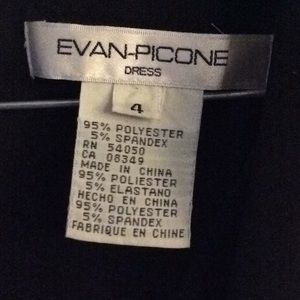 EVAN-PICONE
DRESS
4
95% POLYESTER
5% SPANDEX
RN 54050
CA 08349
MADE IN CHINA
95% POLIESTER
5% ELASTANO
HECHO EN CHINA
95% POLYESTER
5% SPANDEX
FABRIQUE EN CHINE